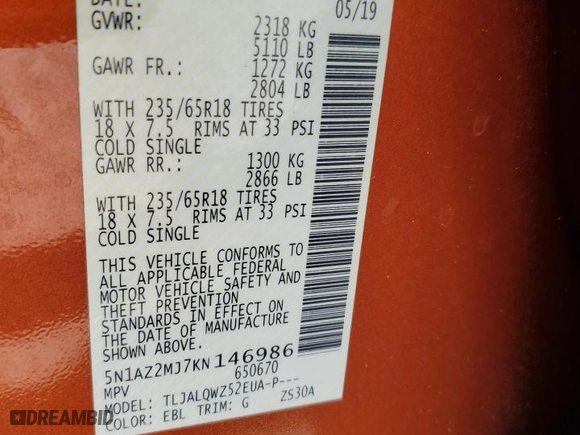 DATE: 05/19
GVWR: 2318 KG
5110 LB
GAWR FR.: 1272 KG
2804 LB
WITH 235/65R18 TIRES
18 X 7.5 RIMS AT 33 PSI
COLD SINGLE
GAWR RR.: 1300 KG
2866 LB
WITH 235/65R18 TIRES
18 X 7.5 RIMS AT 33 PSI
COLD SINGLE
THIS VEHICLE CONFORMS TO
ALL APPLICABLE FEDERAL
MOTOR VEHICLE SAFETY AND
THEFT PREVENTION
STANDARDS IN EFFECT ON
THE DATE OF MANUFACTURE
SHOWN ABOVE.
5N1AZ2MJ7KN146986
MPV 650670
MODEL: TLJALQWZ52EUA-P---
COLOR: EBL TRIM: G ZS30A
DREAMBID